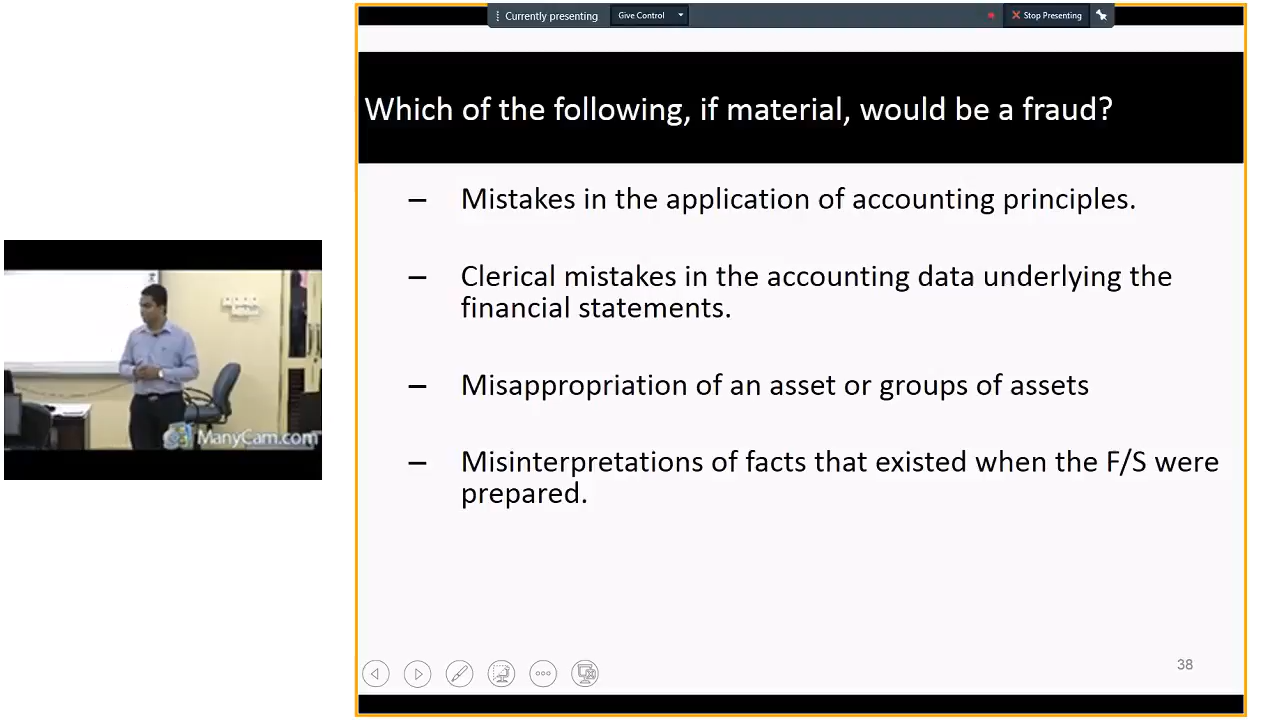 Currently presenting
Give Control
Stop Presenting
Which of the following, if material, would be a fraud?
– Mistakes in the application of accounting principles.
– Clerical mistakes in the accounting data underlying the
financial statements.
– Misappropriation of an asset or groups of assets
– Misinterpretations of facts that existed when the F/S were
prepared.
ManyCam.com
38